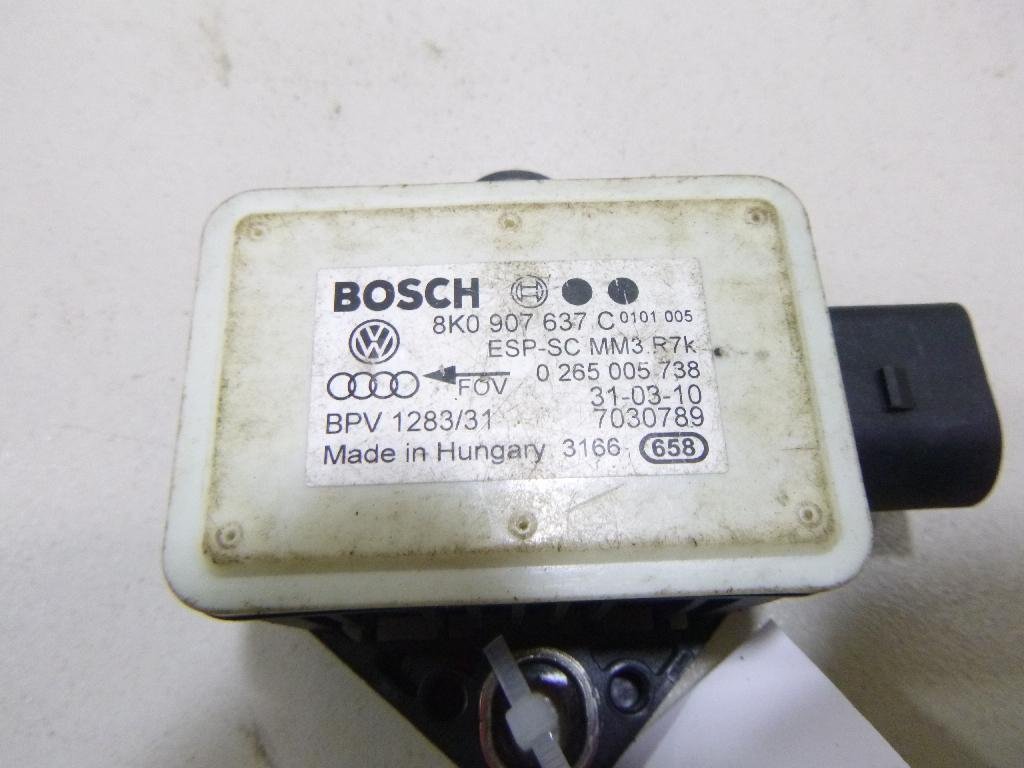 BOSCH
8K0 907 637 C 0101 005
ESP-SC MM3.R7k
FOV 0 265 005 738
31-03-10
BPV 1283/31 7030789
Made in Hungary 3166 658